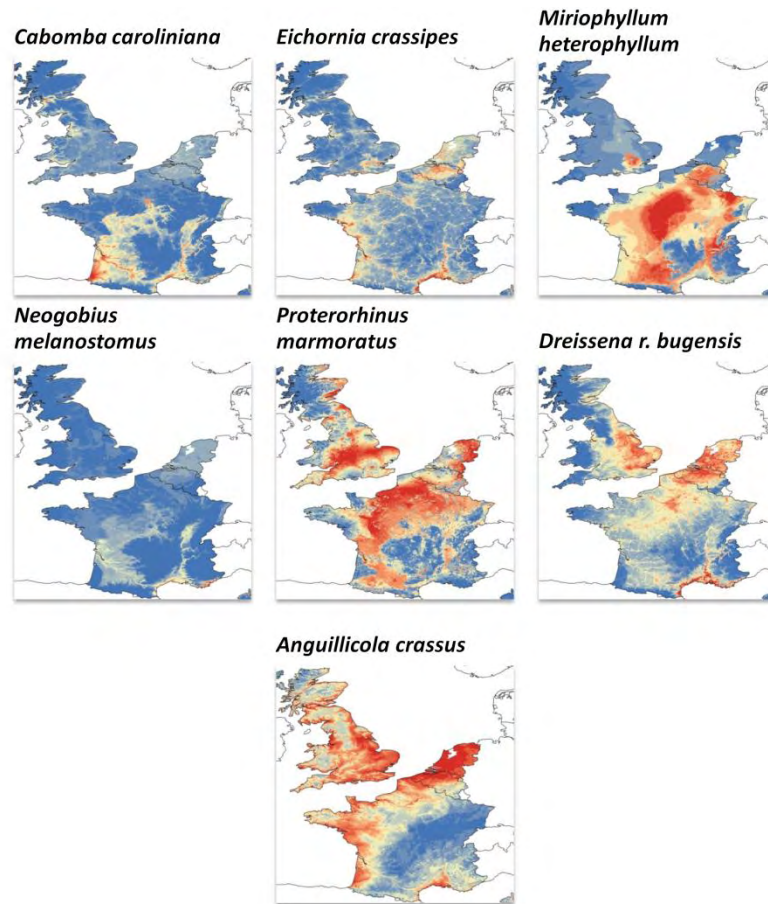 Cabomba caroliniana
Eichornia crassipes
Miriophyllum
heterophyllum
Neogobius
melanostomus
Proterorhinus
marmoratus
Dreissena r. bugensis
Anguillicola crassus